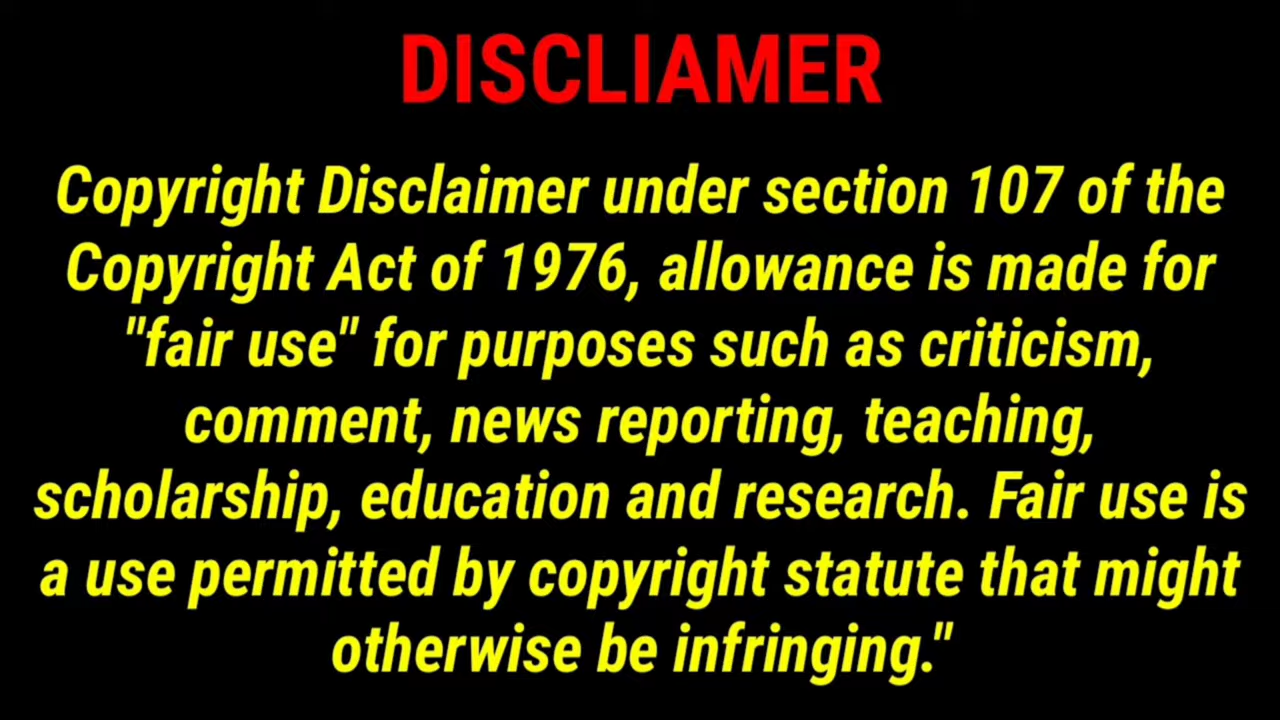 DISCLIAMER
Copyright Disclaimer under section 107 of the
Copyright Act of 1976, allowance is made for
"fair use" for purposes such as criticism,
comment, news reporting, teaching,
scholarship, education and research. Fair use is
a use permitted by copyright statute that might
otherwise be infringing."